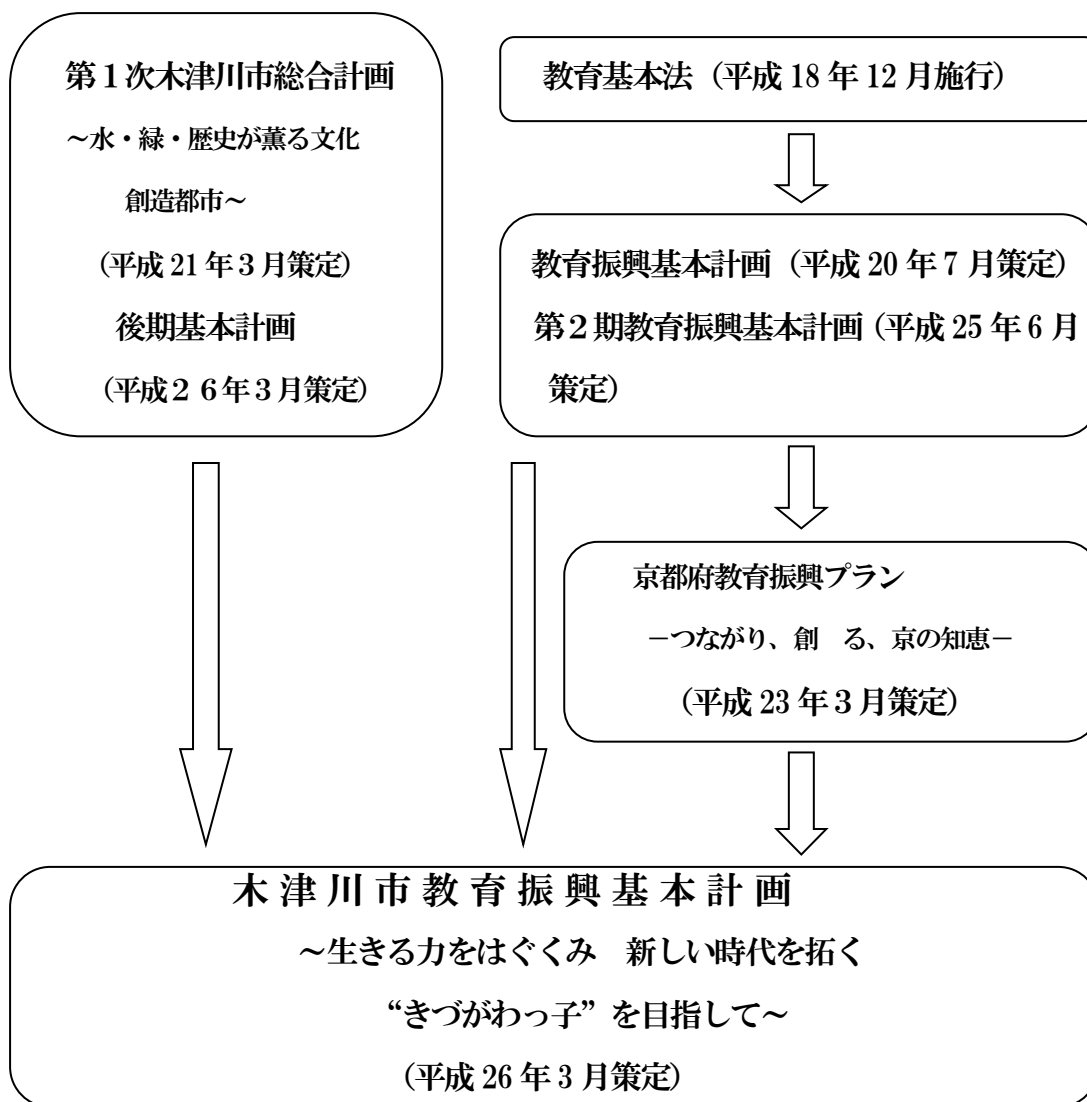 第１次木津川市総合計画
～水・緑・歴史が薫る文化
創造都市～
（平成 21 年３月策定）
後期基本計画
（平成２６年３月策定）
教育基本法（平成 18 年 12 月施行）
教育振興基本計画（平成 20 年 7 月策定）
第２期教育振興基本計画（平成 25 年 6 月
策定）
京都府教育振興プラン
－つながり、創　る、京の知恵－
（平成 23 年３月策定）
木 津 川 市 教 育 振 興 基 本 計 画
～生きる力をはぐくみ　新しい時代を拓く
“きづがわっ子”を目指して～
（平成 26 年 3 月策定）